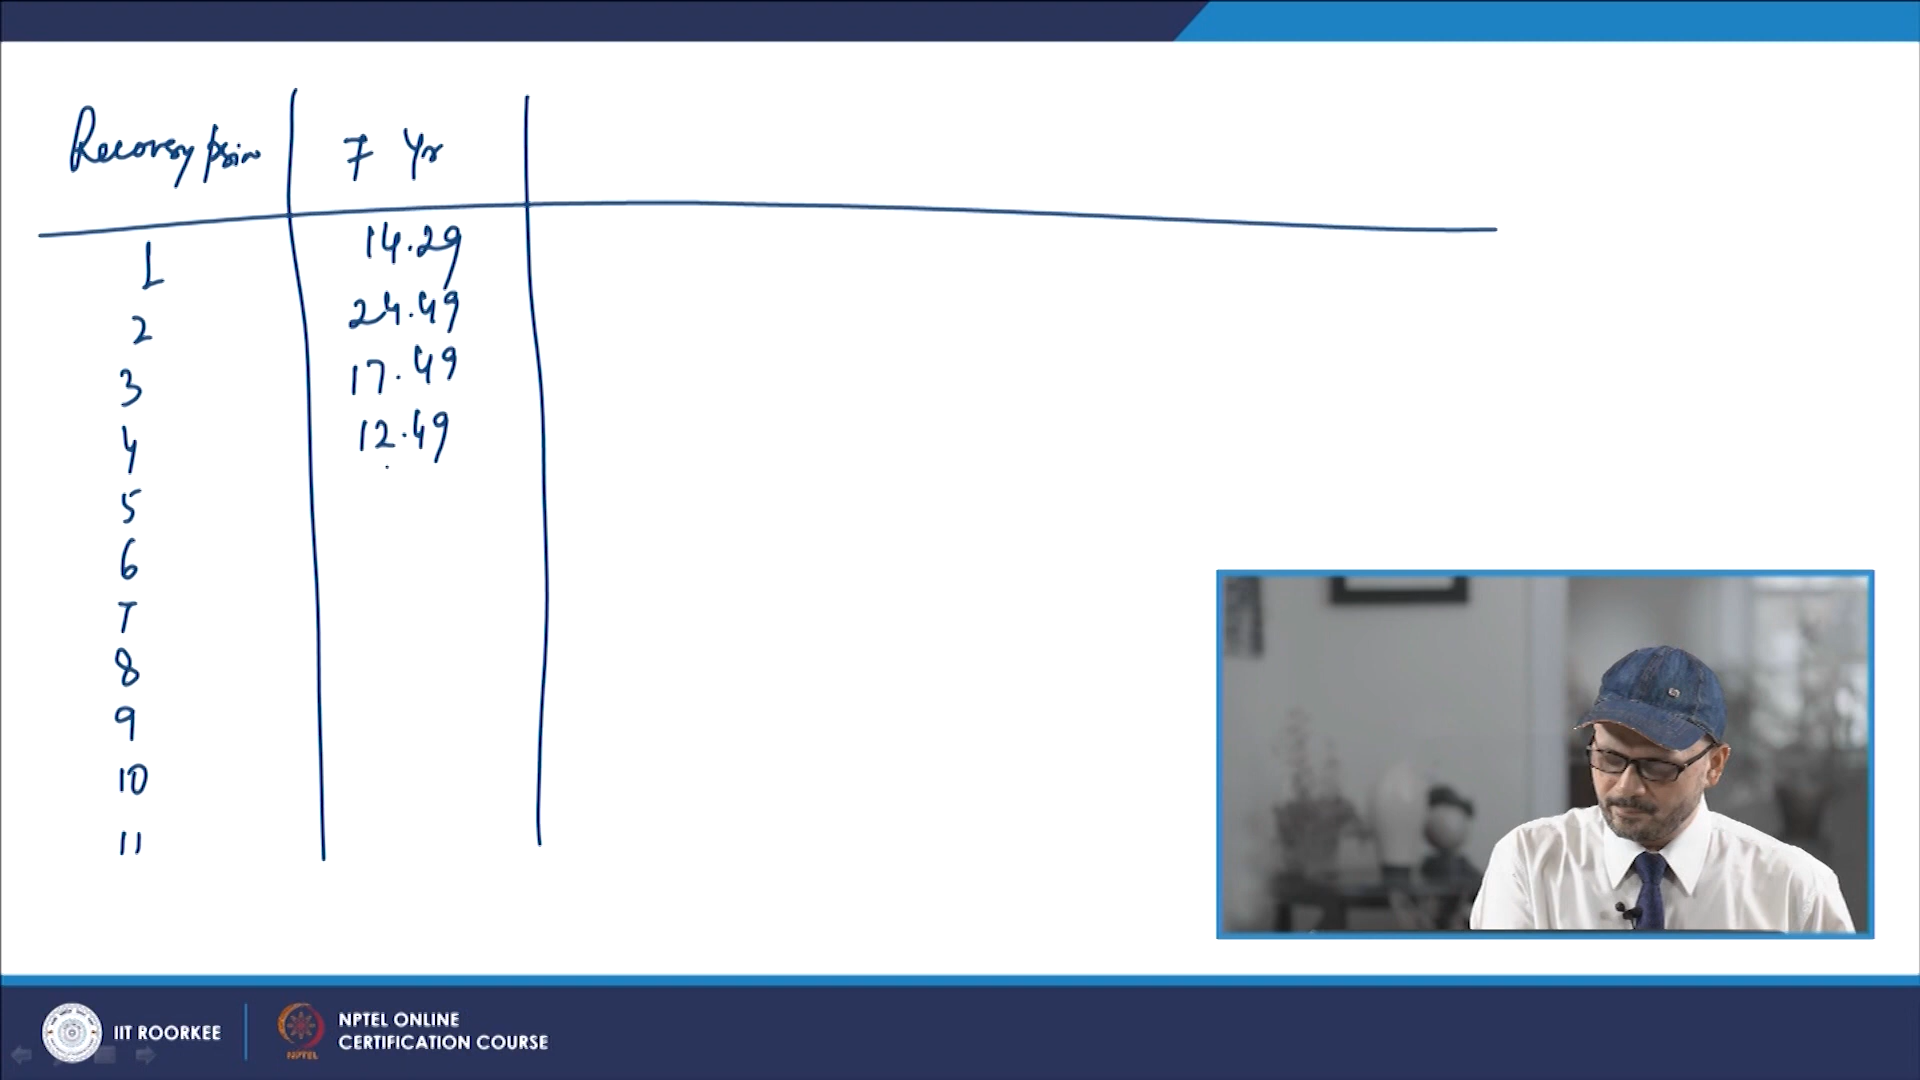 Recovery 7 Yr
1 14.29
2 24.49
3 17.49
4 12.49
5
6
7
8
9
10
11
IIT ROORKEE
NPTEL
NPTEL ONLINE
CERTIFICATION COURSE